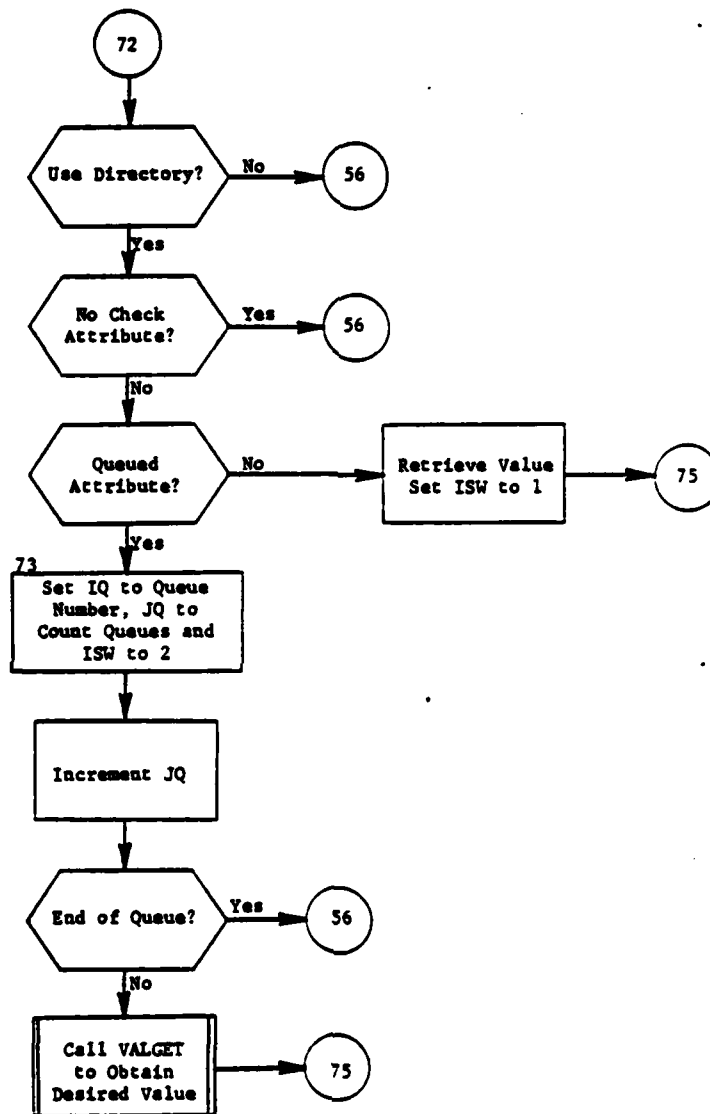 72
Use Directory?
No
56
Yes
No Check
Attribute?
Yes
56
No
Queued
Attribute?
No
Retrieve Value
Set ISW to 1
75
Yes
73
Set IQ to Queue
Number, JQ to
Count Queues and
ISW to 2
Increment JQ
End of Queue?
Yes
56
No
Call VALGET
to Obtain
Desired Value
75